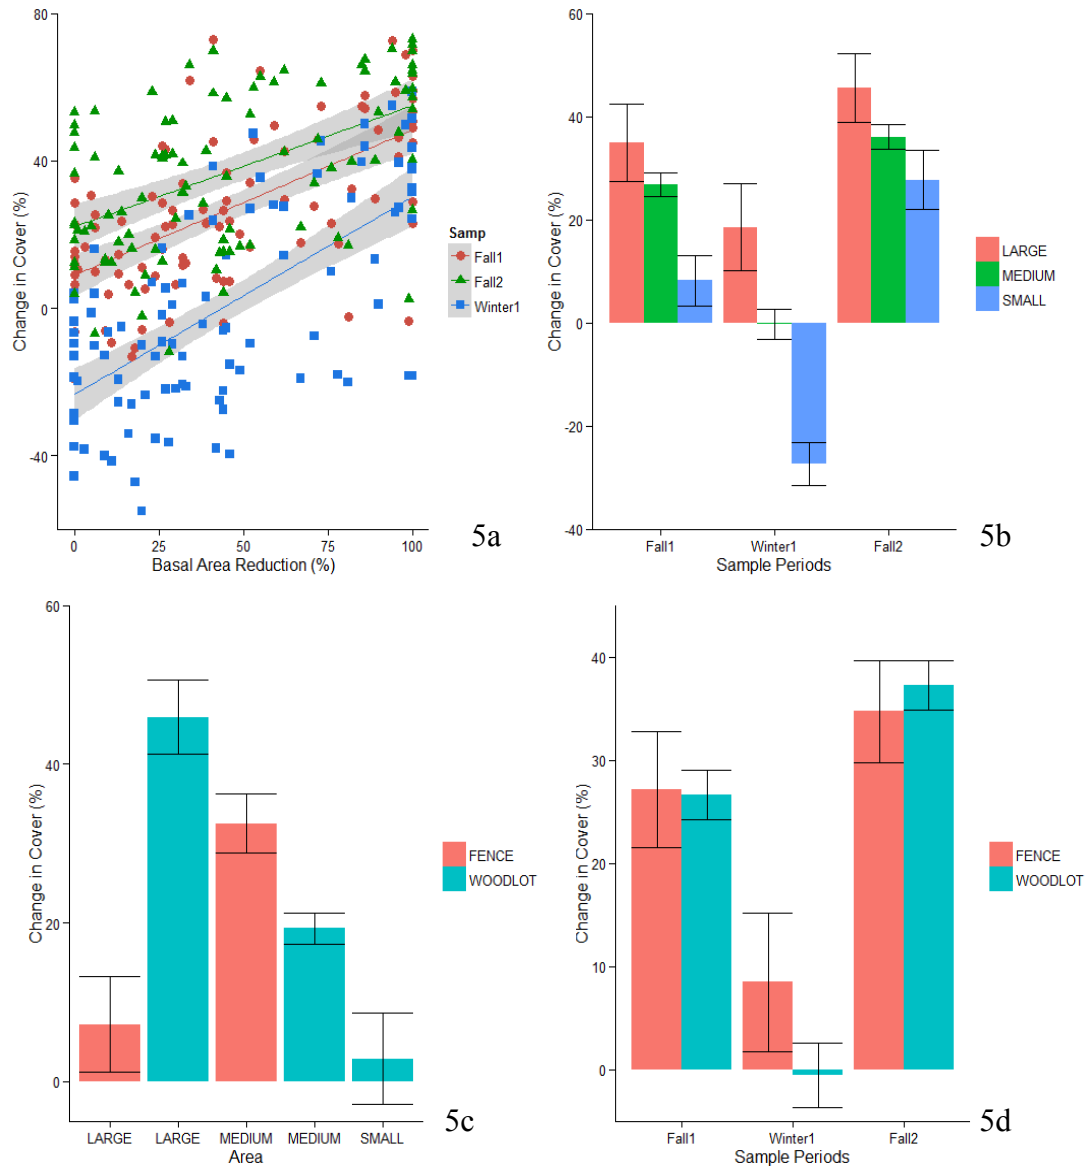 80
40
0
-40
Change in Cover (%)
0 25 50 75 100
Basal Area Reduction (%)
Samp
Fall1
Fall2
Winter1
5a
60
40
20
0
-20
-40
Change in Cover (%)
Fall1 Winter1 Fall2
Sample Periods
LARGE
MEDIUM
SMALL
5b
60
40
20
0
Change in Cover (%)
LARGE LARGE MEDIUM MEDIUM SMALL
Area
FENCE
WOODLOT
5c
40
30
20
10
0
Change in Cover (%)
Fall1 Winter1 Fall2
Sample Periods
FENCE
WOODLOT
5d